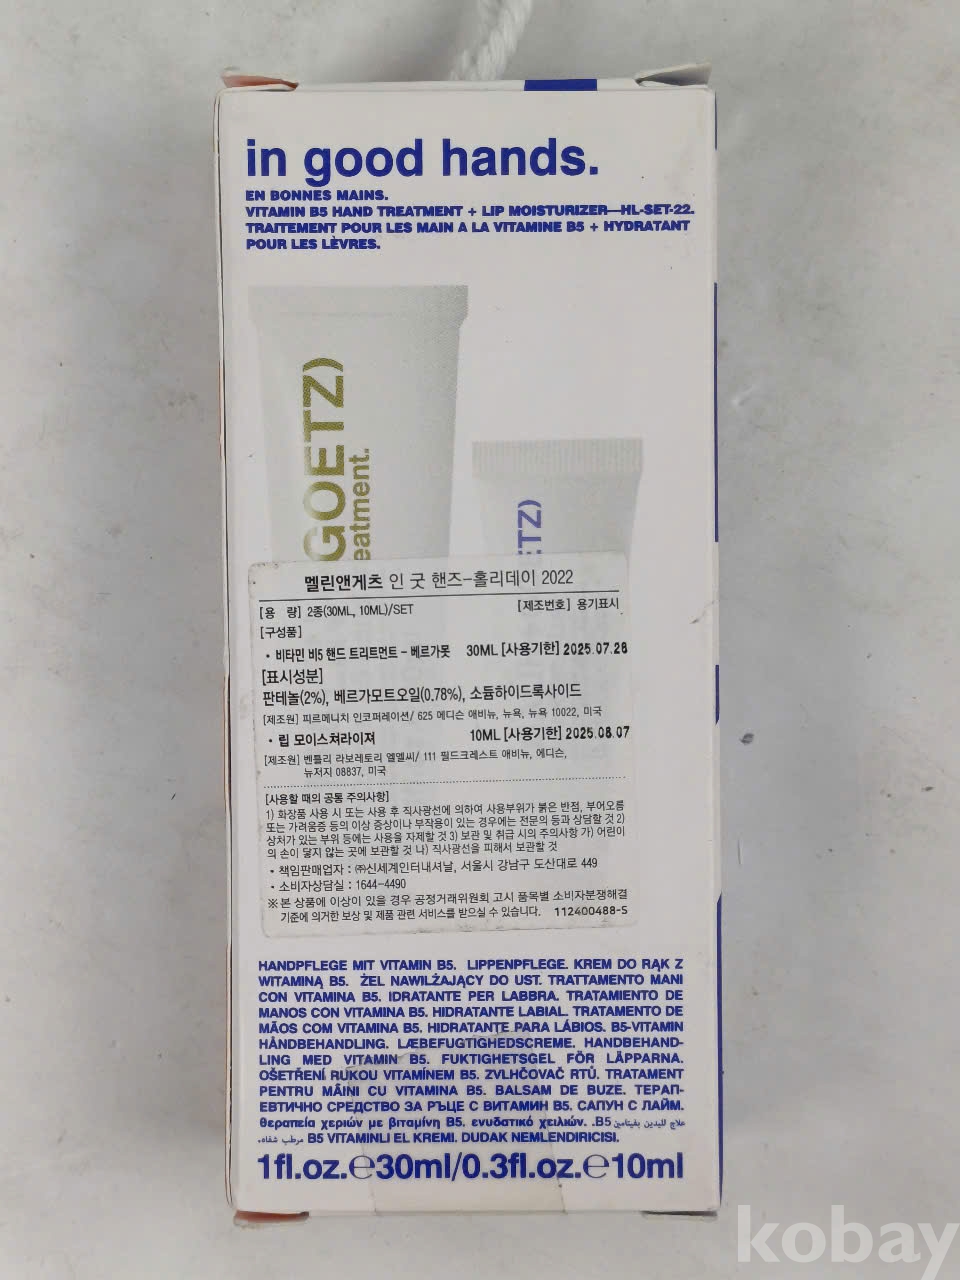 in good hands.
EN BONNES MAINS.
VITAMIN B5 HAND TREATMENT + LIP MOISTURIZER—HL-SET-22.
TRAITEMENT POUR LES MAIN A LA VITAMINE B5 + HYDRATANT
POUR LES LÈVRES.
GOETZ)
eatment.
ETZ)
멜린앤게츠 인 굿 핸즈-홀리데이 2022
[용 량] 2종(30ML, 10ML)/SET [제조번호] 용기표시
[구성품]
· 비타민 비5 핸드 트리트먼트 - 베르가못 30ML [사용기한] 2025.07.28
[표시성분]
판테놀(2%), 베르가모트오일(0.78%), 소듐하이드록사이드
[제조원] 피르메니치 인코퍼레이션/ 625 메디슨 애비뉴, 뉴욕, 뉴욕 10022, 미국
· 립 모이스쳐라이져 10ML [사용기한] 2025.08.07
[제조원] 벤틀리 라보레토리 엘엘씨/ 111 필드크레스트 애비뉴, 에디슨,
뉴저지 08837, 미국
[사용할 때의 공통 주의사항]
1) 화장품 사용 시 또는 사용 후 직사광선에 의하여 사용부위가 붉은 반점, 부어오름
또는 가려움증 등의 이상 증상이나 부작용이 있는 경우에는 전문의 등과 상담할 것 2)
상처가 있는 부위 등에는 사용을 자제할 것 3) 보관 및 취급 시의 주의사항 가) 어린이
의 손이 닿지 않는 곳에 보관할 것 나) 직사광선을 피해서 보관할 것
· 책임판매업자 : ㈜신세계인터내셔날, 서울시 강남구 도산대로 449
· 소비자상담실 : 1644-4490
※ 본 상품에 이상이 있을 경우 공정거래위원회 고시 품목별 소비자분쟁해결
기준에 의거한 보상 및 제품 관련 서비스를 받으실 수 있습니다. 112400488-S
HANDPFLEGE MIT VITAMIN B5. LIPPENPFLEGE. KREM DO RĄK Z
WITAMINĄ B5. ŻEL NAWILŻAJĄCY DO UST. TRATTAMENTO MANI
CON VITAMINA B5. IDRATANTE PER LABBRA. TRATAMIENTO DE
MANOS CON VITAMINA B5. HIDRATANTE LABIAL. TRATAMENTO DE
MÃOS COM VITAMINA B5. HIDRATANTE PARA LÁBIOS. B5-VITAMIN
HÅNDBEHANDLING. LÆBEFUGTIGHEDSCREME. HANDBEHAND-
LING MED VITAMIN B5. FUKTIGHETSGEL FÖR LÄPPARNA.
OŠETŘENÍ RUKOU VITAMÍNEM B5. ZVLHČOVAČ RTŮ. TRATAMENT
PENTRU MÂINI CU VITAMINA B5. BALSAM DE BUZE. ТЕРАП-
ЕВТИЧНО СРЕДСТВО ЗА РЪЦЕ С ВИТАМИН B5. САПУН С ЛАЙМ.
θεραπεία χεριών με βιταμίνη B5. ενυδατικό χειλιών. علاج لليدين بفيتامين B5.
مرطب شفاه. B5 VITAMINLI EL KREMI. DUDAK NEMLENDIRICISI.
1fl.oz.℮30ml/0.3fl.oz.℮10ml
kobay